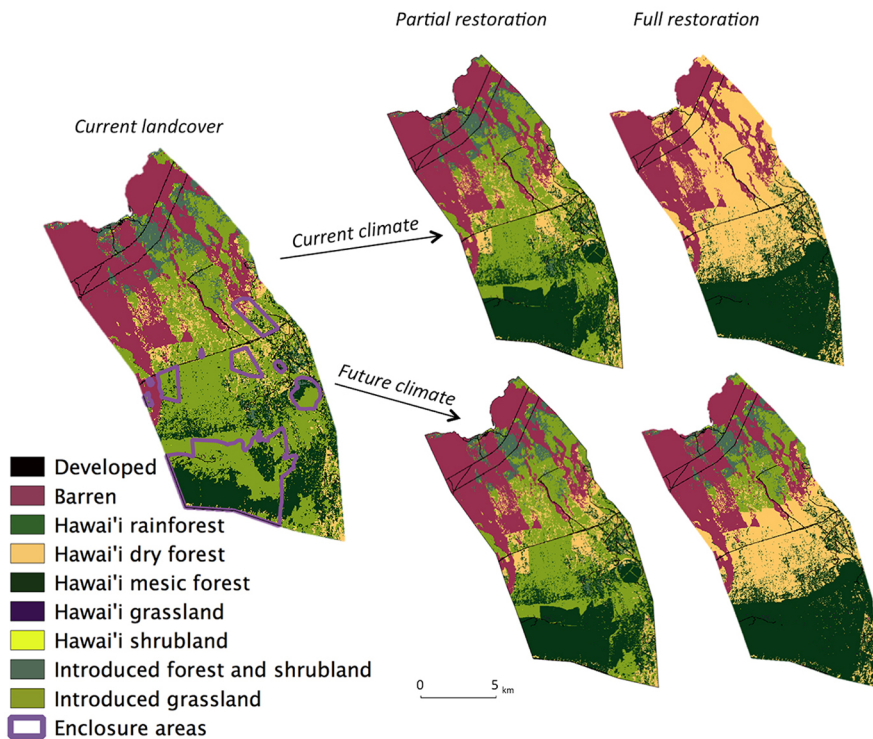 Partial restoration
Full restoration
Current landcover
Current climate
Future climate
Developed
Barren
Hawai'i rainforest
Hawai'i dry forest
Hawai'i mesic forest
Hawai'i grassland
Hawai'i shrubland
Introduced forest and shrubland
Introduced grassland
Enclosure areas
0 5 km